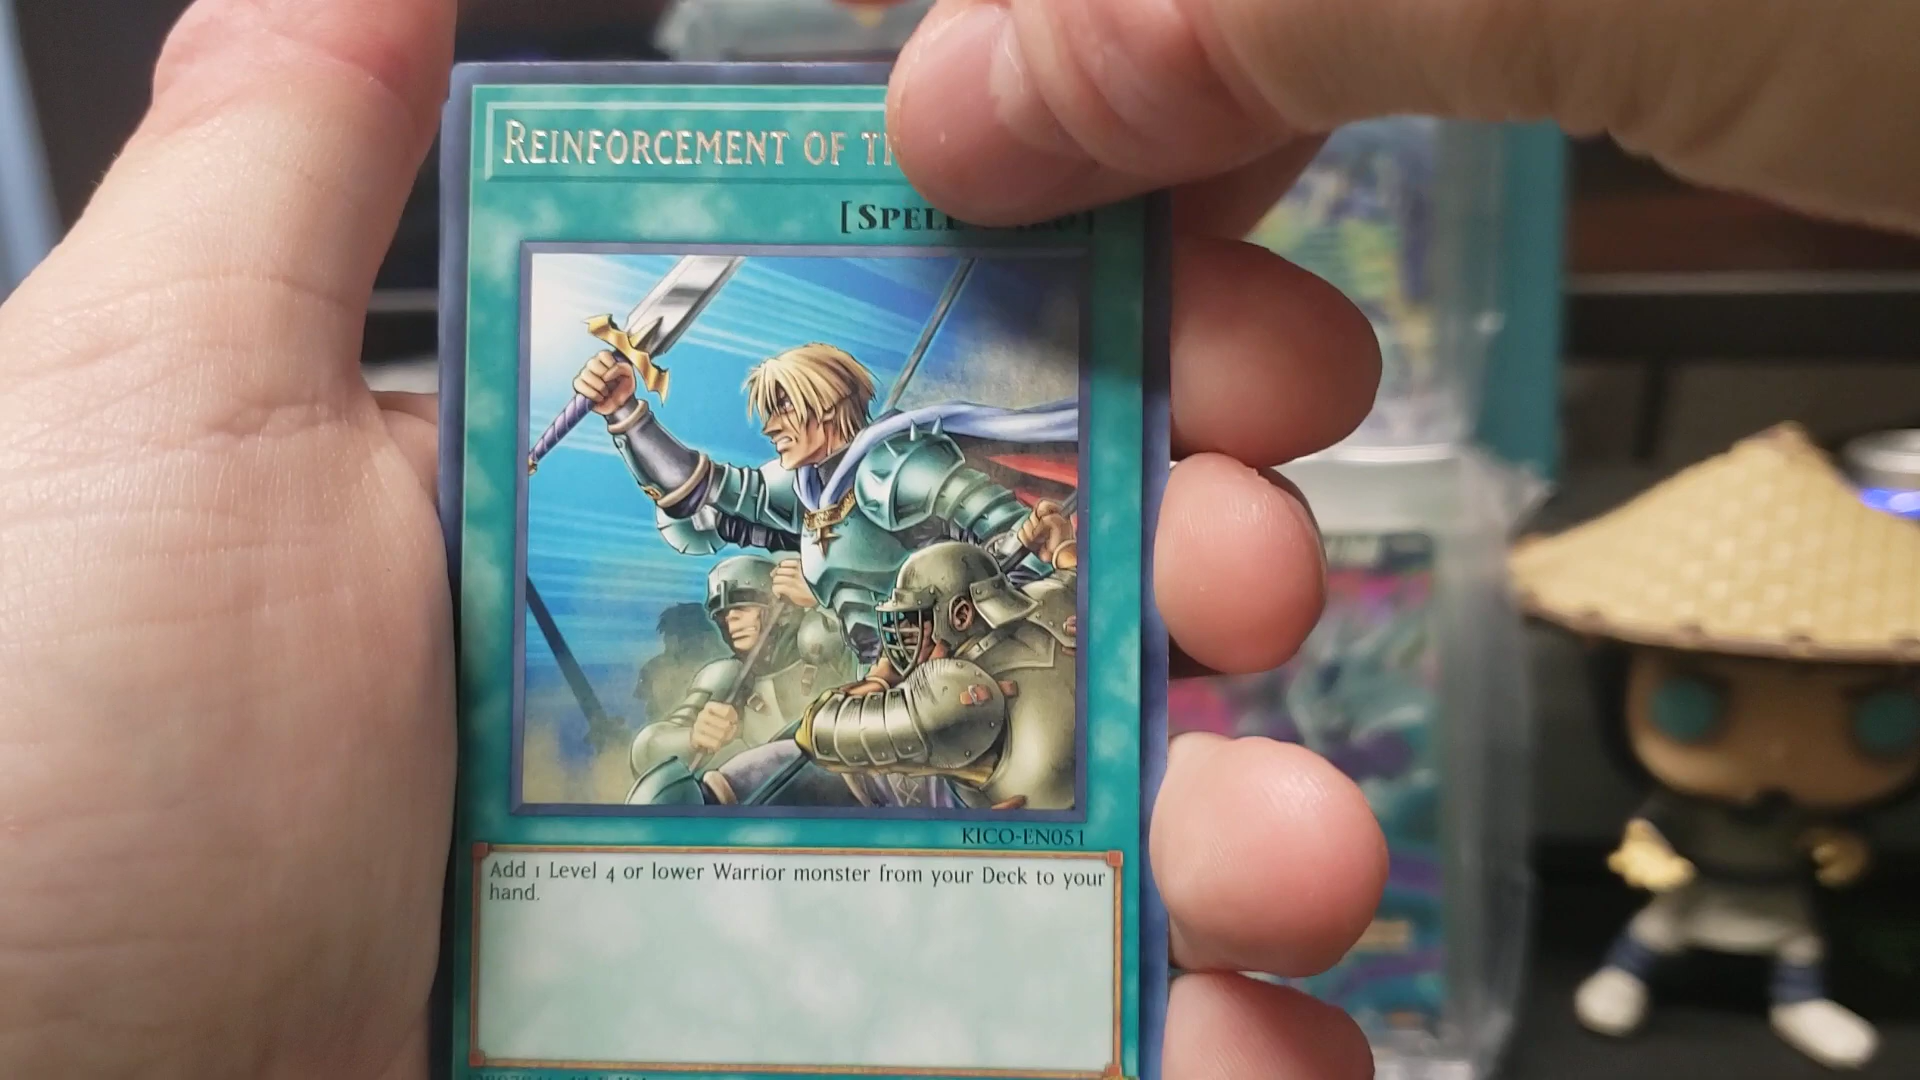 REINFORCEMENT OF
[SPELL
KICO-EN051
Add 1 Level 4 or lower Warrior monster from your Deck to your
hand.